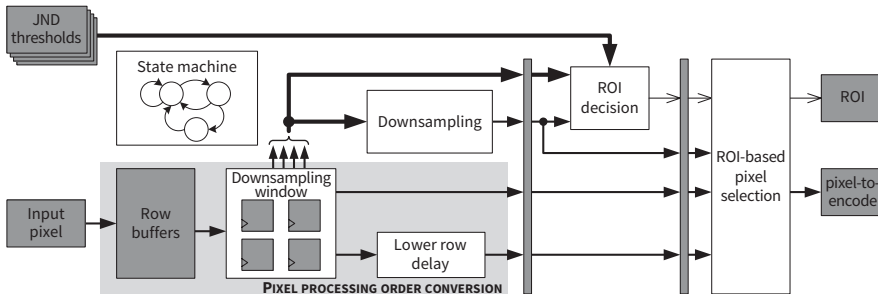 JND
thresholds
State machine
Downsampling
ROI
decision
ROI
ROI-based
pixel
selection
pixel-to-
encode
Input
pixel
Row
buffers
Downsampling
window
Lower row
delay
PIXEL PROCESSING ORDER CONVERSION